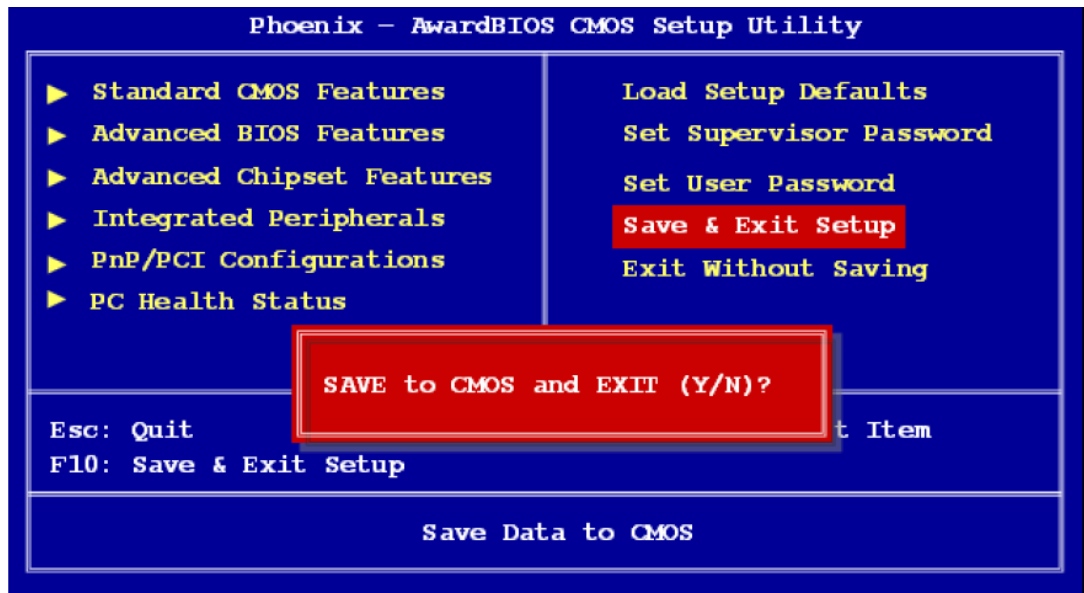 Phoenix — AwardBIOS CMOS Setup Utility
Standard CMOS Features
Advanced BIOS Features
Advanced Chipset Features
Integrated Peripherals
PnP/PCI Configurations
PC Health Status
Load Setup Defaults
Set Supervisor Password
Set User Password
Save & Exit Setup
Exit Without Saving
SAVE to CMOS and EXIT (Y/N)?
Esc: Quit
Item
F10: Save & Exit Setup
Save Data to CMOS